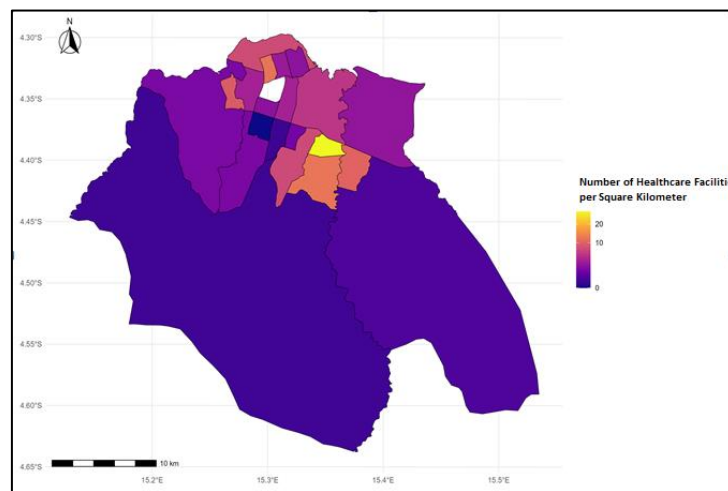 N
4.30°S
4.35°S
4.40°S
4.45°S
4.50°S
4.55°S
4.60°S
4.65°S
Number of Healthcare Faciliti
per Square Kilometer
20
10
0
10 km
15.2°E 15.3°E 15.4°E 15.5°E